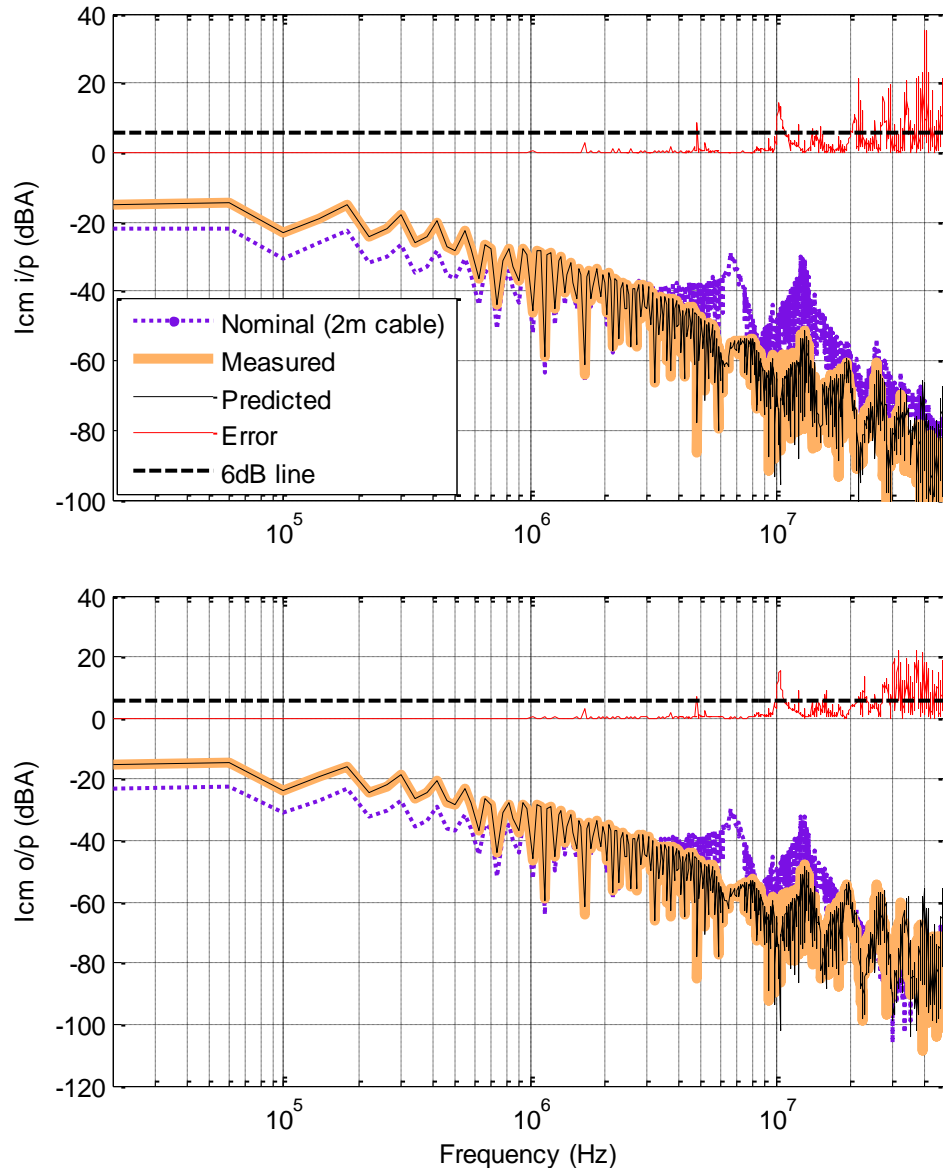 40
20
0
-20
-40
-60
-80
-100
Icm i/p (dBA)
Nominal (2m cable)
Measured
Predicted
Error
6dB line
10^5
10^6
10^7
40
20
0
-20
-40
-60
-80
-100
-120
Icm o/p (dBA)
10^5
10^6
10^7
Frequency (Hz)